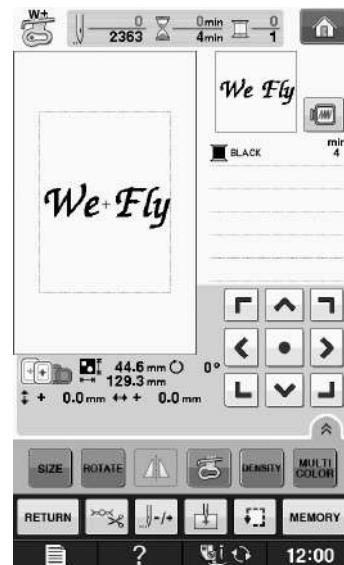 W+
0 0min 0
2363 4min 1
We Fly
min
BLACK 4
We Fly
44.6 mm 0°
129.3 mm
+ 0.0 mm + 0.0 mm
SIZE ROTATE DENSITY MULTI COLOR
RETURN -/+ MEMORY
? i 12:00